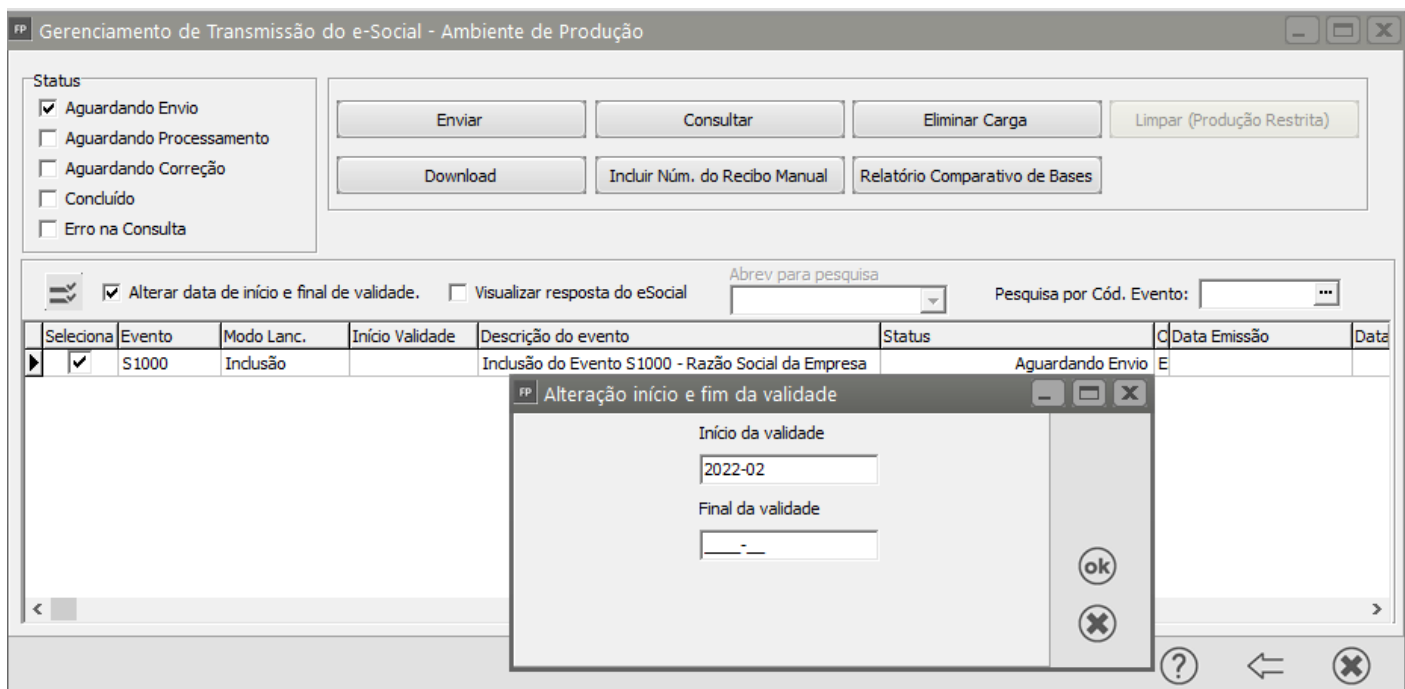 FP Gerenciamento de Transmissão do e-Social - Ambiente de Produção
Status
Aguardando Envio
Aguardando Processamento
Aguardando Correção
Concluído
Erro na Consulta
Enviar Consultar Eliminar Carga Limpar (Produção Restrita)
Download Incluir Núm. do Recibo Manual Relatório Comparativo de Bases
Abrev para pesquisa
Alterar data de início e final de validade. Visualizar resposta do eSocial Pesquisa por Cód. Evento: ...
Seleciona Evento Modo Lanc. Início Validade Descrição do evento Status C Data Emissão Data
S1000 Inclusão Inclusão do Evento S1000 - Razão Social da Empresa Aguardando Envio E
FP Alteração início e fim da validade
Início da validade
2022-02
Final da validade
____-__
ok
?